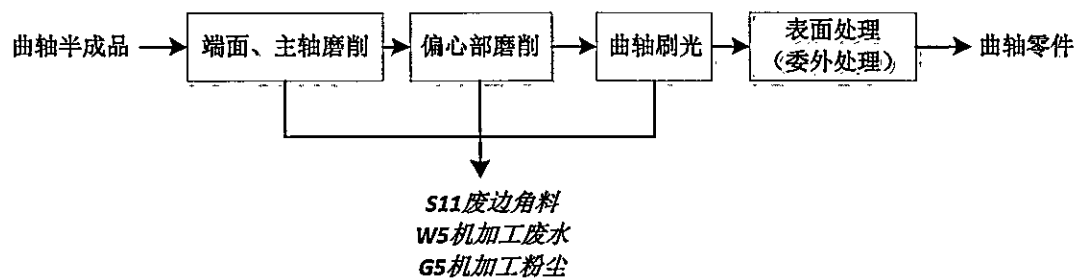 曲轴半成品
端面、主轴磨削
偏心部磨削
曲轴刷光
表面处理
（委外处理）
曲轴零件
S11废边角料
W5机加工废水
G5机加工粉尘